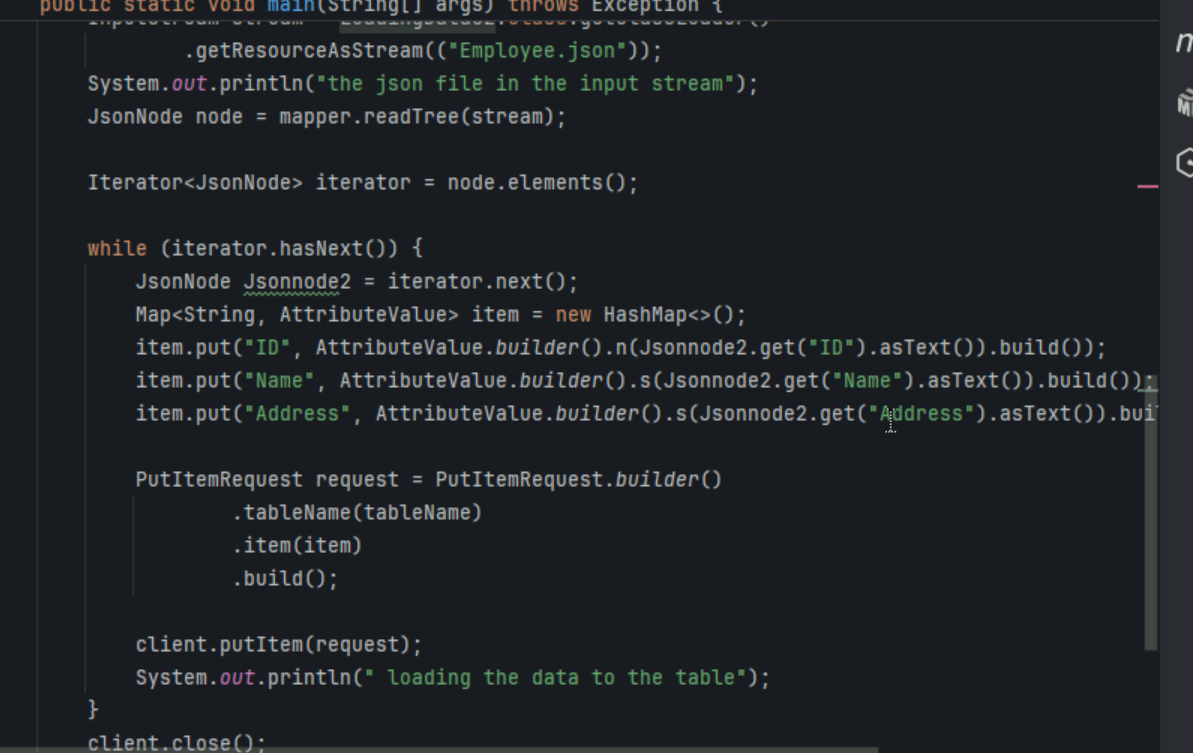 public static void main(String[] args) throws Exception {
.getResourceAsStream(("Employee.json"));
System.out.println("the json file in the input stream");
JsonNode node = mapper.readTree(stream);
Iterator<JsonNode> iterator = node.elements();
while (iterator.hasNext()) {
JsonNode Jsonnode2 = iterator.next();
Map<String, AttributeValue> item = new HashMap<>();
item.put("ID", AttributeValue.builder().n(Jsonnode2.get("ID").asText()).build());
item.put("Name", AttributeValue.builder().s(Jsonnode2.get("Name").asText()).build());
item.put("Address", AttributeValue.builder().s(Jsonnode2.get("Address").asText()).bui
PutItemRequest request = PutItemRequest.builder()
.tableName(tableName)
.item(item)
.build();
client.putItem(request);
System.out.println(" loading the data to the table");
}
client.close();